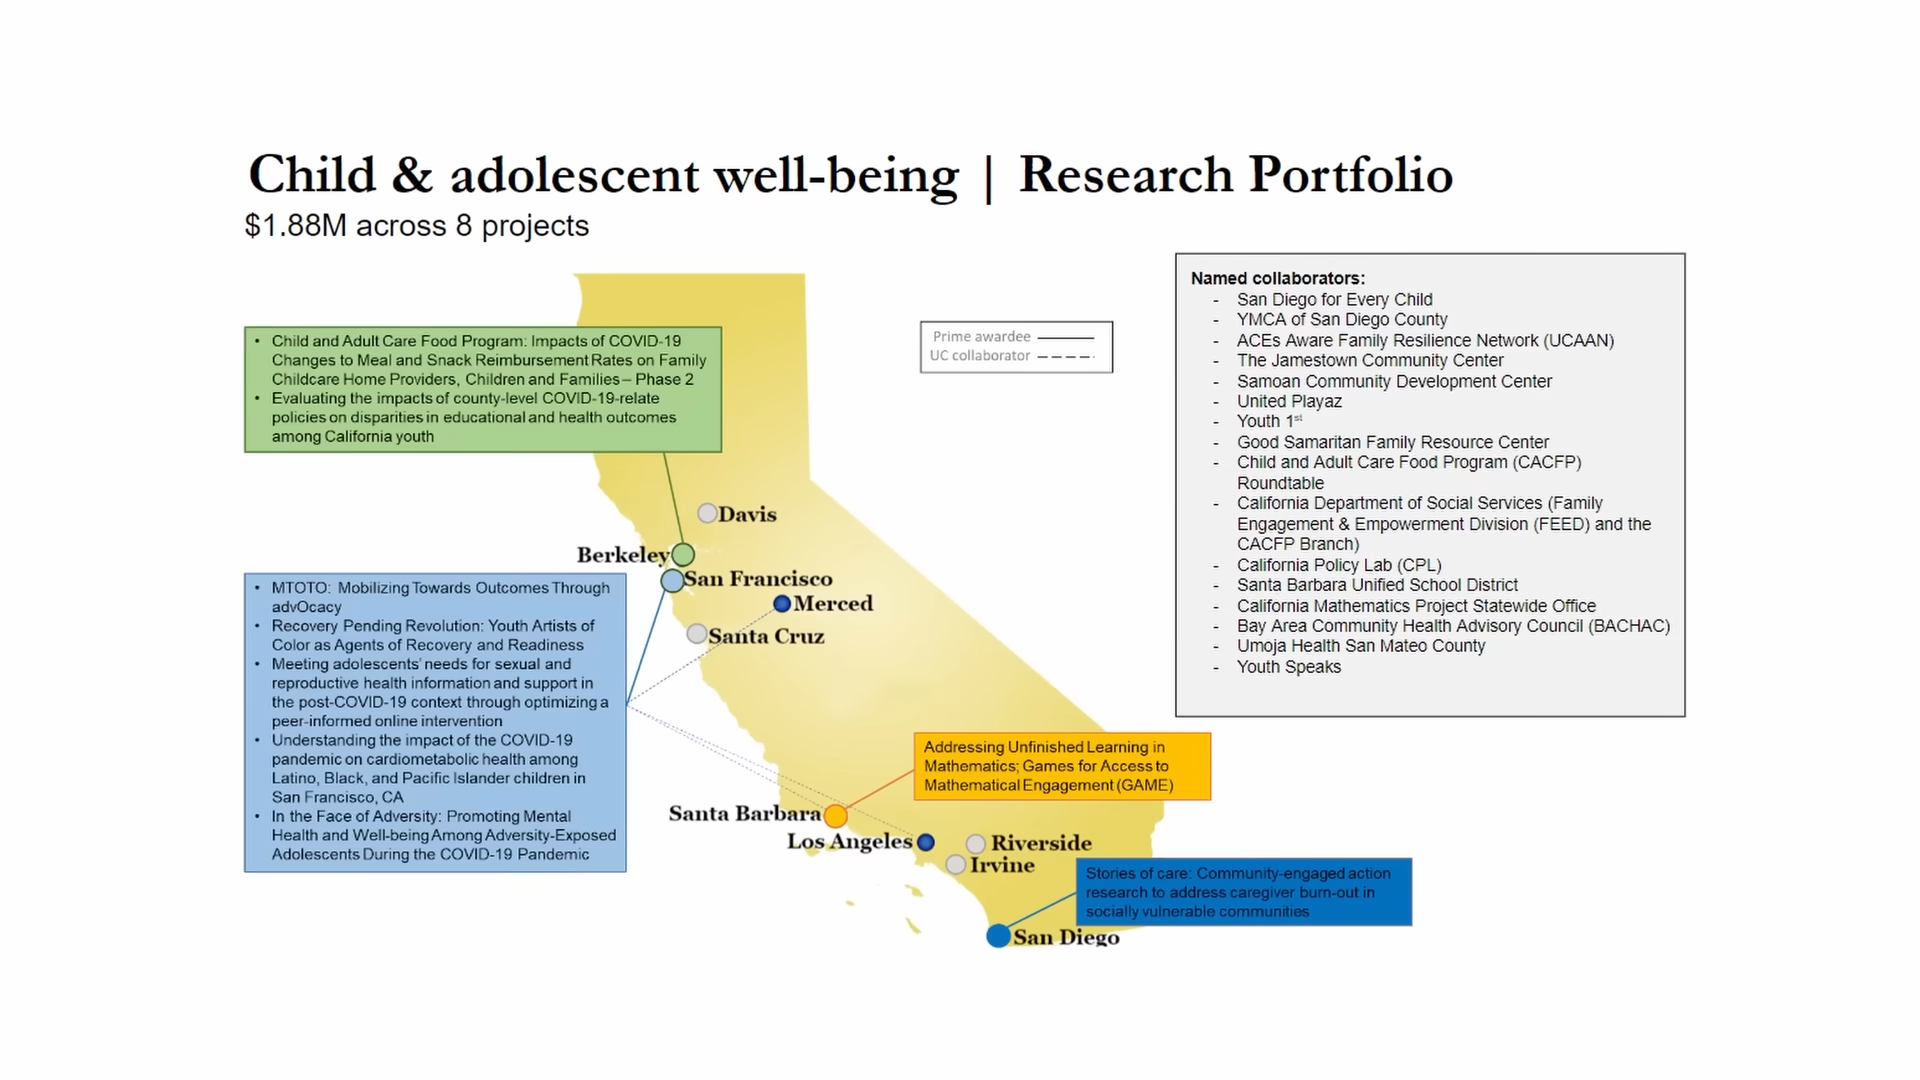 Child & adolescent well-being | Research Portfolio
$1.88M across 8 projects
• Child and Adult Care Food Program: Impacts of COVID-19
Changes to Meal and Snack Reimbursement Rates on Family
Childcare Home Providers, Children and Families – Phase 2
• Evaluating the impacts of county-level COVID-19-relate
policies on disparities in educational and health outcomes
among California youth
Prime awardee
UC collaborator
Named collaborators:
- San Diego for Every Child
- YMCA of San Diego County
- ACEs Aware Family Resilience Network (UCAAN)
- The Jamestown Community Center
- Samoan Community Development Center
- United Playaz
- Youth 1st
- Good Samaritan Family Resource Center
- Child and Adult Care Food Program (CACFP)
Roundtable
- California Department of Social Services (Family
Engagement & Empowerment Division (FEED) and the
CACFP Branch)
- California Policy Lab (CPL)
- Santa Barbara Unified School District
- California Mathematics Project Statewide Office
- Bay Area Community Health Advisory Council (BACHAC)
- Umoja Health San Mateo County
- Youth Speaks
Davis
Berkeley
San Francisco
Merced
Santa Cruz
• MTOTO: Mobilizing Towards Outcomes Through
advOcacy
• Recovery Pending Revolution: Youth Artists of
Color as Agents of Recovery and Readiness
• Meeting adolescents' needs for sexual and
reproductive health information and support in
the post-COVID-19 context through optimizing a
peer-informed online intervention
• Understanding the impact of the COVID-19
pandemic on cardiometabolic health among
Latino, Black, and Pacific Islander children in
San Francisco, CA
• In the Face of Adversity: Promoting Mental
Health and Well-being Among Adversity-Exposed
Adolescents During the COVID-19 Pandemic
Addressing Unfinished Learning in
Mathematics; Games for Access to
Mathematical Engagement (GAME)
Santa Barbara
Los Angeles
Riverside
Irvine
Stories of care: Community-engaged action
research to address caregiver burn-out in
socially vulnerable communities
San Diego